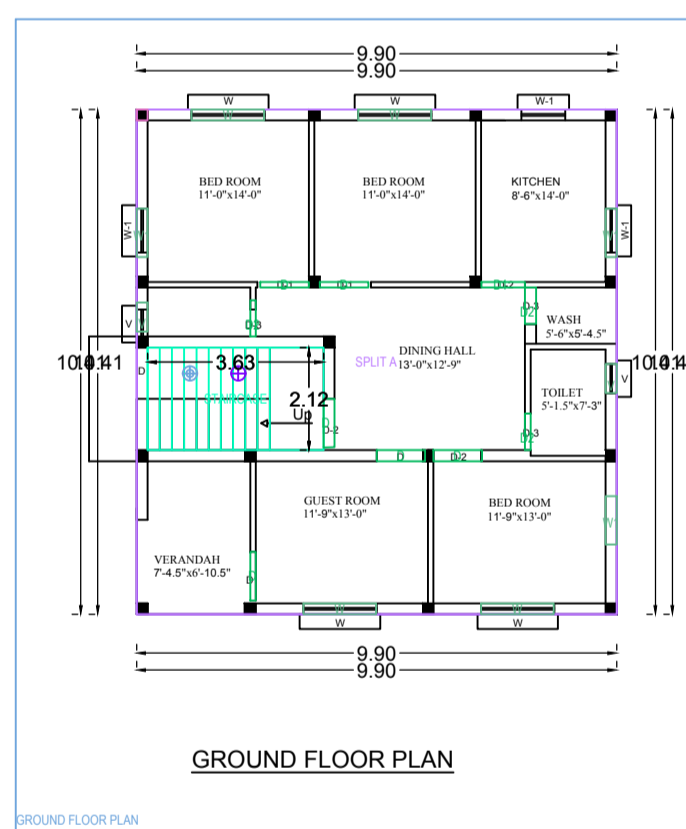 9.90
9.90
W
W
W-1
W
W
BED ROOM
11'-0"x14'-0"
BED ROOM
11'-0"x14'-0"
KITCHEN
8'-6"x14'-0"
W-1
W-1
D-1
D-1
D-2
V
D-3
D-3
D2
WASH
5'-6"x5'-4.5"
DINING HALL
13'-0"x12'-9"
SPLIT A
D
3.63
2.12
STAIRCASE
Up
D-2
TOILET
5'-1.5"x7'-3"
V
D-3
D2
D
D-2
GUEST ROOM
11'-9"x13'-0"
BED ROOM
11'-9"x13'-0"
W
VERANDAH
7'-4.5"x6'-10.5"
D
W
W
W
W
9.90
9.90
GROUND FLOOR PLAN
GROUND FLOOR PLAN